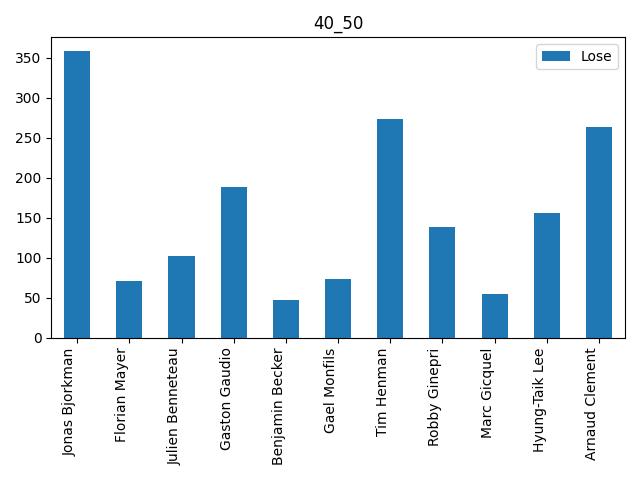 40_50
Lose
350
300
250
200
150
100
50
0
Jonas Bjorkman
Florian Mayer
Julien Benneteau
Gaston Gaudio
Benjamin Becker
Gael Monfils
Tim Henman
Robby Ginepri
Marc Gicquel
Hyung-Taik Lee
Arnaud Clement